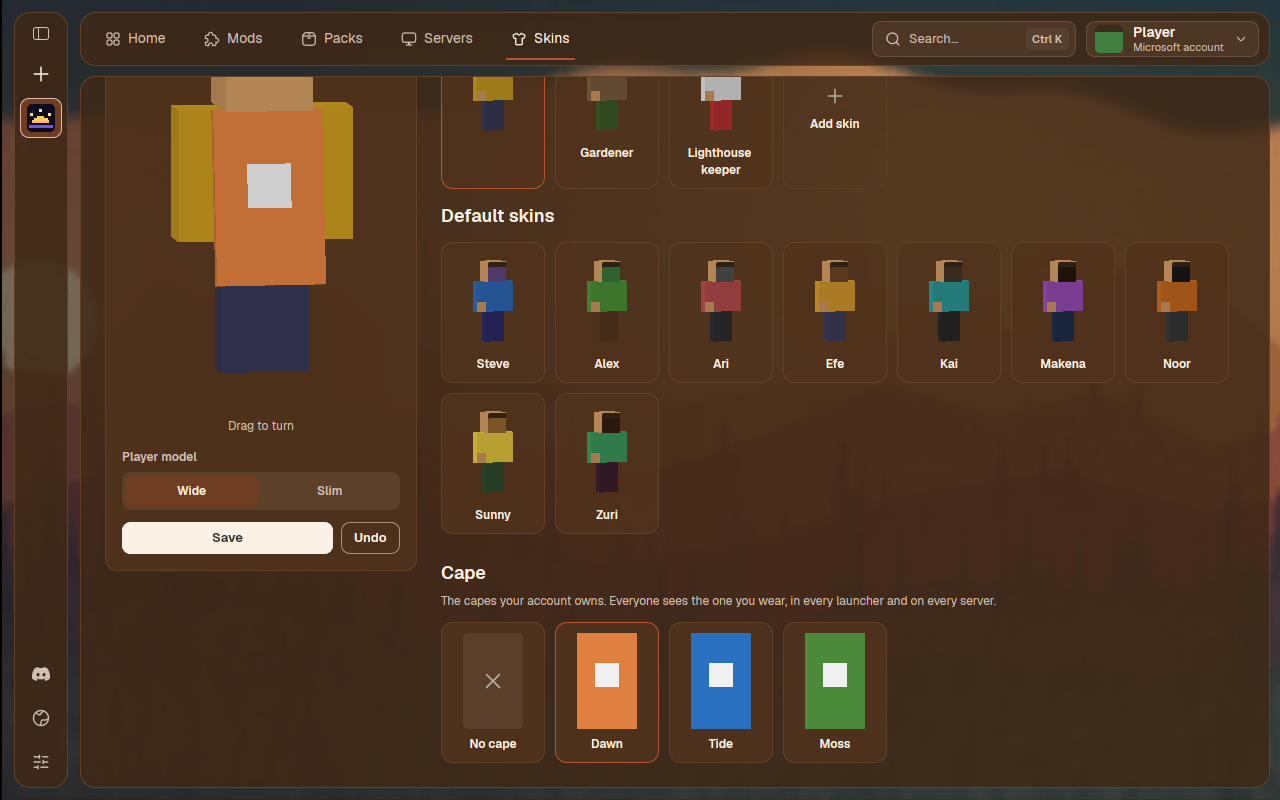 Home
Mods
Packs
Servers
Skins
Search...
Ctrl K
Player
Microsoft account
Gardener
Lighthouse
keeper
Add skin
Default skins
Steve
Alex
Ari
Efe
Kai
Makena
Noor
Sunny
Zuri
Drag to turn
Player model
Wide
Slim
Save
Undo
Cape
The capes your account owns. Everyone sees the one you wear, in every launcher and on every server.
No cape
Dawn
Tide
Moss